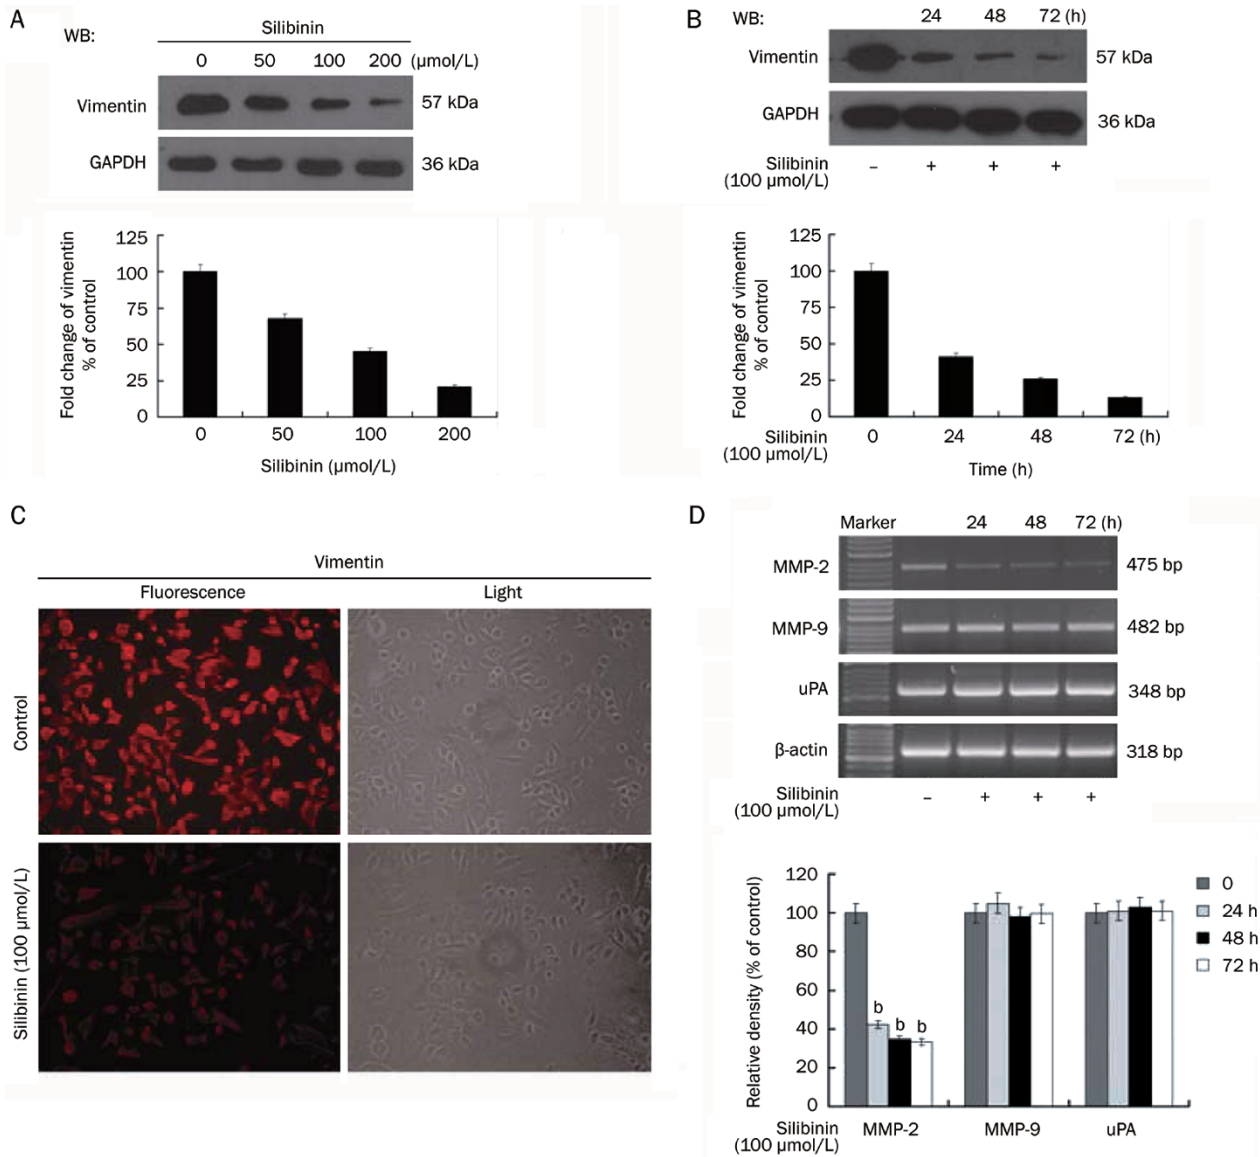 A
WB:
Silibinin
0 50 100 200 (µmol/L)
Vimentin
57 kDa
GAPDH
36 kDa
Fold change of vimentin
% of control
125
100
75
50
25
0
0 50 100 200
Silibinin (µmol/L)
B
WB:
24 48 72 (h)
Vimentin
57 kDa
GAPDH
36 kDa
Silibinin
(100 µmol/L)
– + + +
Fold change of vimentin
% of control
125
100
75
50
25
0
Silibinin
(100 µmol/L)
0 24 48 72 (h)
Time (h)
C
Vimentin
Fluorescence Light
Control
Silibinin (100 µmol/L)
D
Marker 24 48 72 (h)
MMP-2 475 bp
MMP-9 482 bp
uPA 348 bp
β-actin 318 bp
Silibinin
(100 µmol/L)
– + + +
Relative density (% of control)
120
100
80
60
40
20
0
b b b
0
24 h
48 h
72 h
Silibinin
(100 µmol/L)
MMP-2 MMP-9 uPA